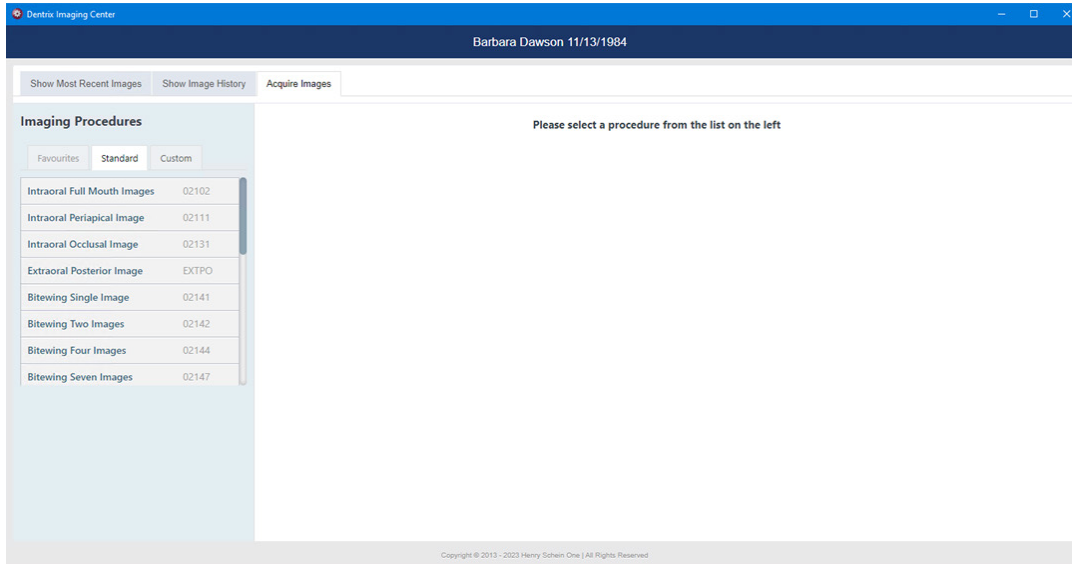 Dentrix Imaging Center
Barbara Dawson 11/13/1984
Show Most Recent Images Show Image History Acquire Images
Imaging Procedures
Please select a procedure from the list on the left
Favourites Standard Custom
Intraoral Full Mouth Images 02102
Intraoral Periapical Image 02111
Intraoral Occlusal Image 02131
Extraoral Posterior Image EXTPO
Bitewing Single Image 02141
Bitewing Two Images 02142
Bitewing Four Images 02144
Bitewing Seven Images 02147
Copyright © 2013 - 2023 Henry Schein One | All Rights Reserved